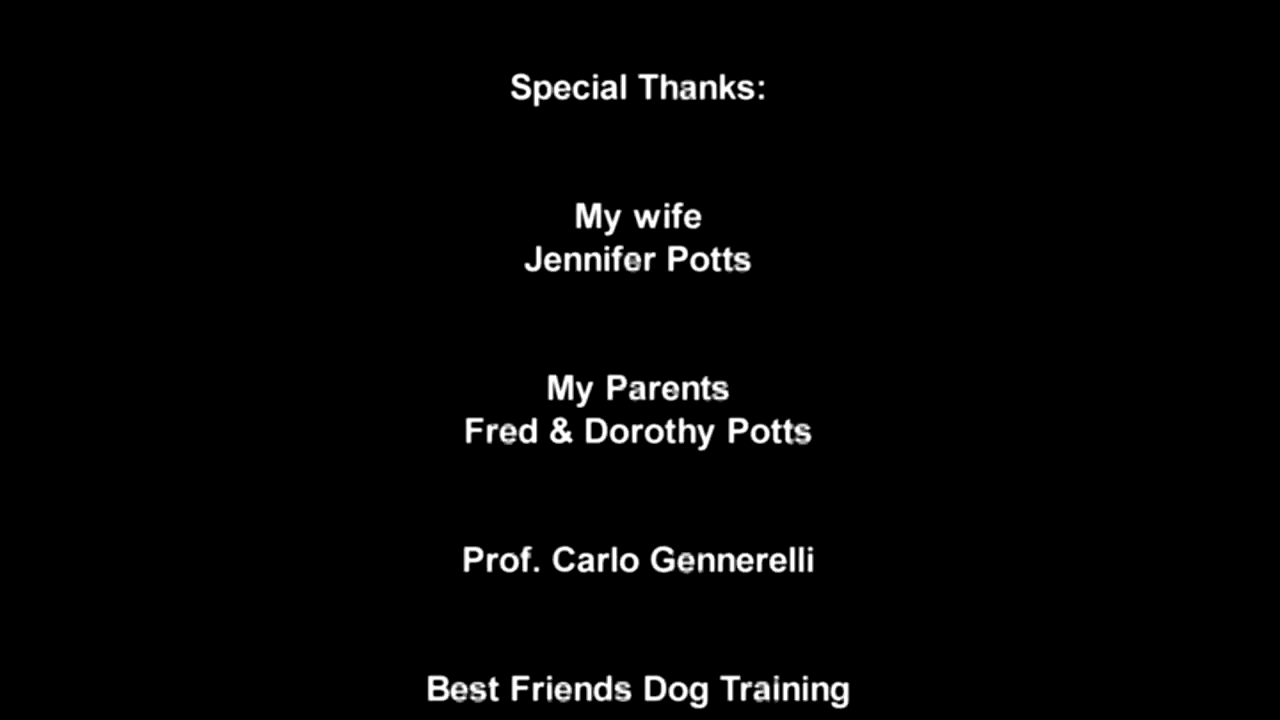 Special Thanks:
My wife
Jennifer Potts
My Parents
Fred & Dorothy Potts
Prof. Carlo Gennerelli
Best Friends Dog Training